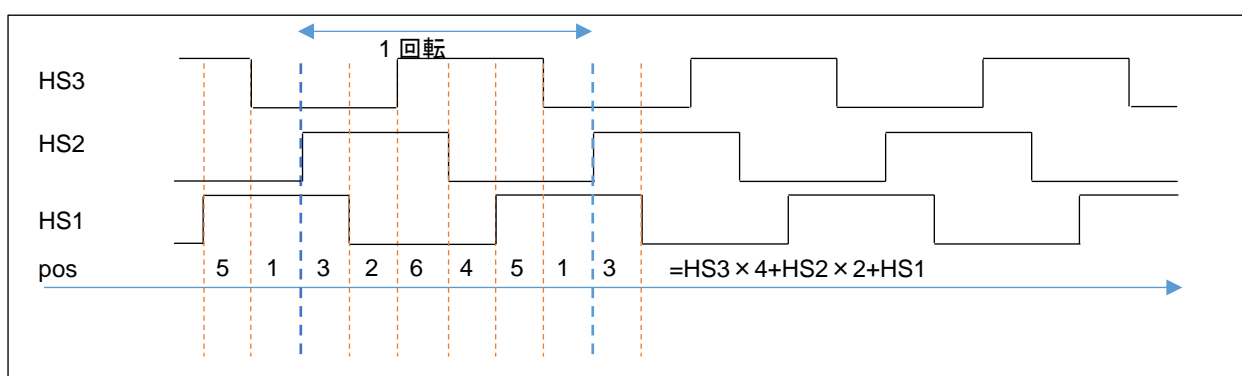 1 回転
HS3
HS2
HS1
pos 5 1 3 2 6 4 5 1 3 =HS3×4+HS2×2+HS1